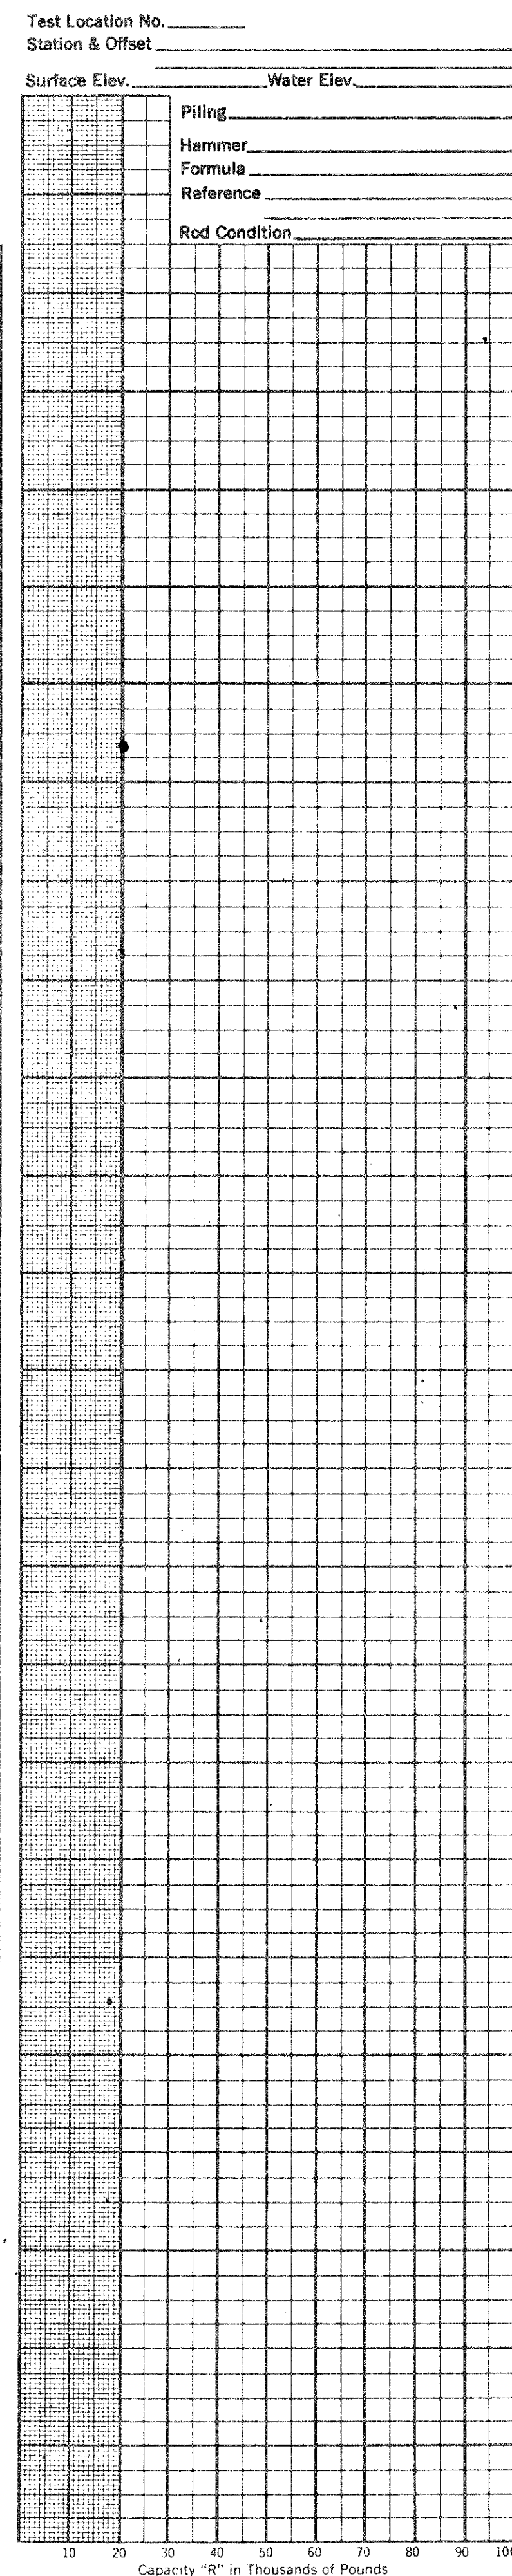 Test Location No.
Station & Offset
Surface Elev. Water Elev.
Piling
Hammer
Formula
Reference
Rod Condition
10 20 30 40 50 60 70 80 90 100
Capacity "R" in Thousands of Pounds